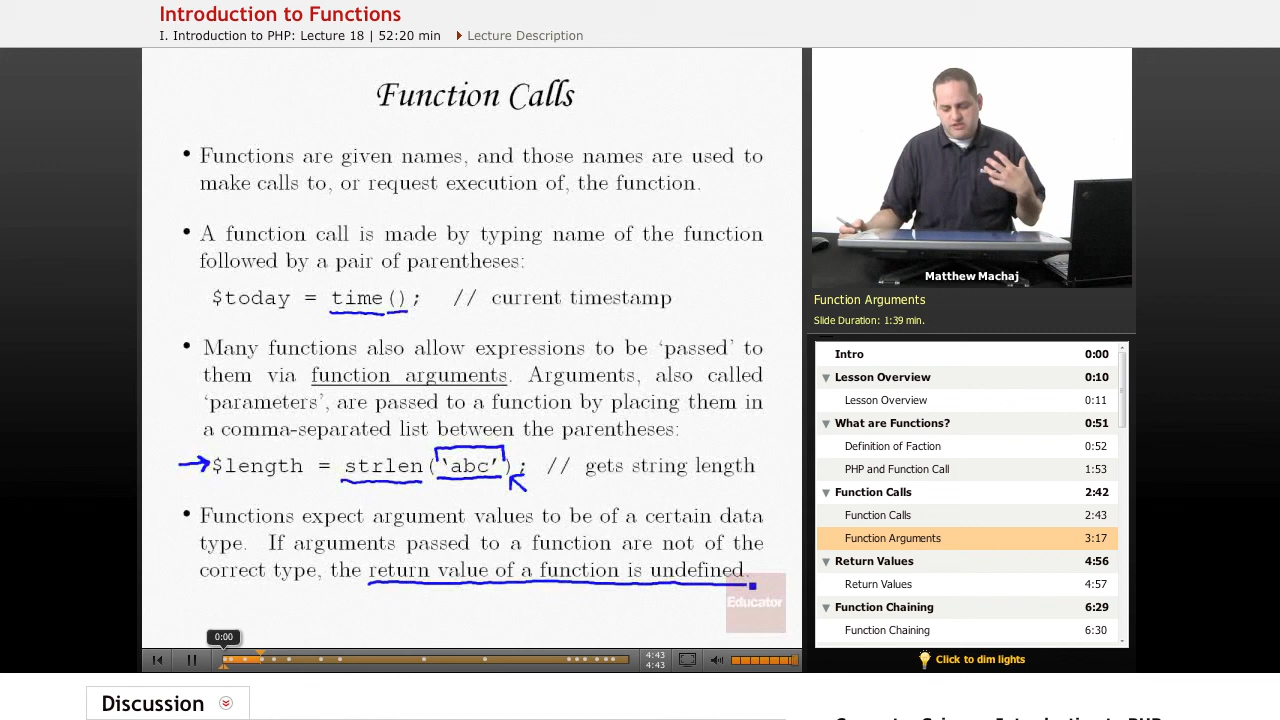 Introduction to Functions
I. Introduction to PHP: Lecture 18 | 52:20 min
Lecture Description
Function Calls
• Functions are given names, and those names are used to
make calls to, or request execution of, the function.
• A function call is made by typing name of the function
followed by a pair of parentheses:
$today = time(); // current timestamp
• Many functions also allow expressions to be ‘passed’ to
them via function arguments. Arguments, also called
‘parameters’, are passed to a function by placing them in
a comma-separated list between the parentheses:
$length = strlen('abc'); // gets string length
• Functions expect argument values to be of a certain data
type. If arguments passed to a function are not of the
correct type, the return value of a function is undefined.
Educator
0:00
4:43
4:43
Matthew Machaj
Function Arguments
Slide Duration: 1:39 min.
Intro 0:00
Lesson Overview 0:10
Lesson Overview 0:11
What are Functions? 0:51
Definition of Faction 0:52
PHP and Function Call 1:53
Function Calls 2:42
Function Calls 2:43
Function Arguments 3:17
Return Values 4:56
Return Values 4:57
Function Chaining 6:29
Function Chaining 6:30
Click to dim lights
Discussion